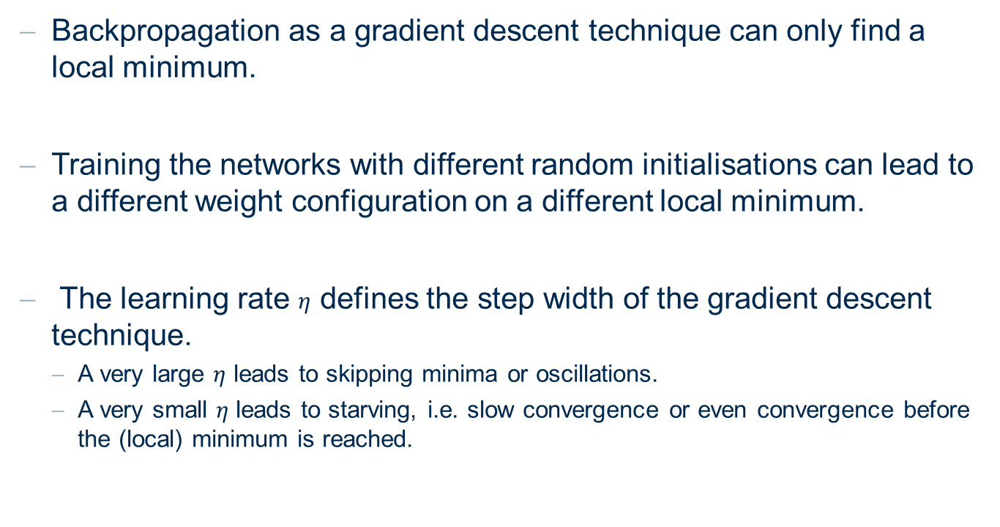 – Backpropagation as a gradient descent technique can only find a
local minimum.
– Training the networks with different random initialisations can lead to
a different weight configuration on a different local minimum.
– The learning rate η defines the step width of the gradient descent
technique.
– A very large η leads to skipping minima or oscillations.
– A very small η leads to starving, i.e. slow convergence or even convergence before
the (local) minimum is reached.